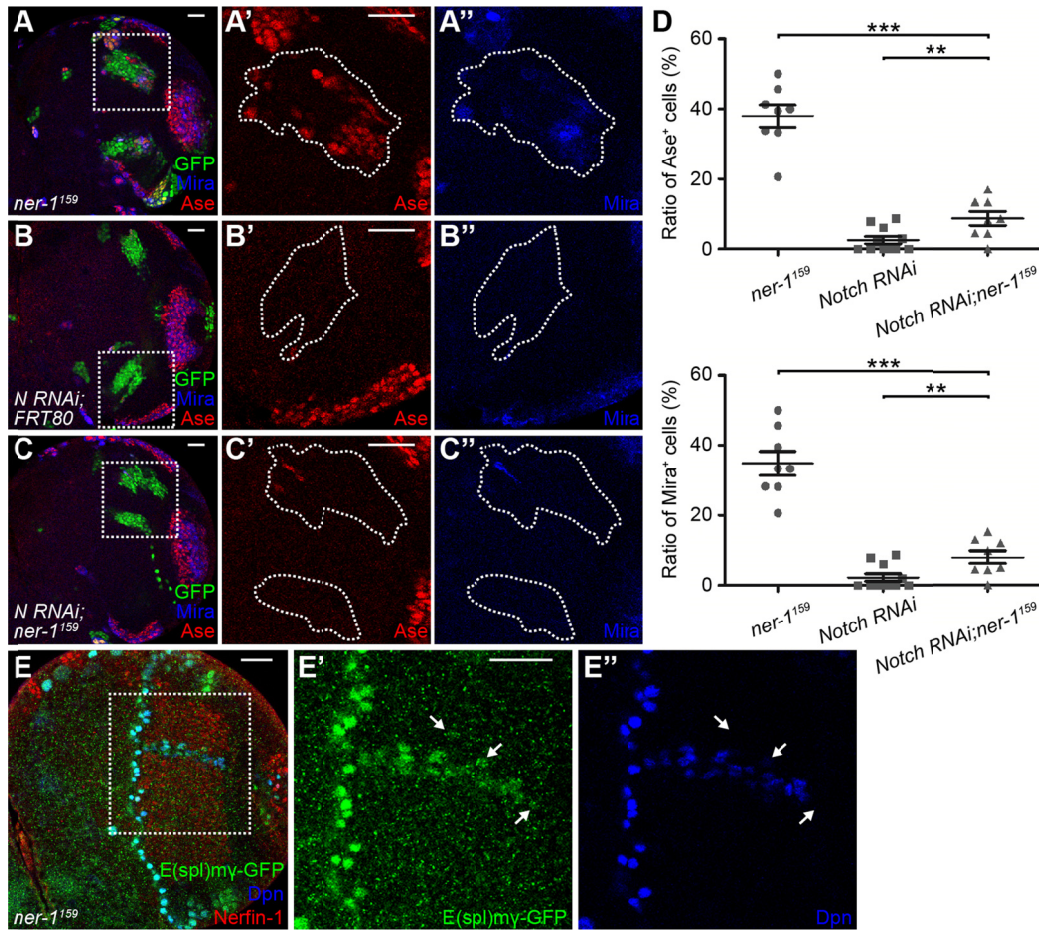 A
GFP
Mira
Ase
ner-1¹⁵⁹
A'
Ase
A''
Mira
B
GFP
Mira
Ase
N RNAi;
FRT80
B'
Ase
B''
Mira
C
GFP
Mira
Ase
N RNAi;
ner-1¹⁵⁹
C'
Ase
C''
Mira
D
Ratio of Ase⁺ cells (%)
60
40
20
0
***
**
ner-1¹⁵⁹
Notch RNAi
Notch RNAi;ner-1¹⁵⁹
Ratio of Mira⁺ cells (%)
60
40
20
0
***
**
ner-1¹⁵⁹
Notch RNAi
Notch RNAi;ner-1¹⁵⁹
E
E(spl)mγ-GFP
Dpn
Nerfin-1
ner-1¹⁵⁹
E'
E(spl)mγ-GFP
E''
Dpn